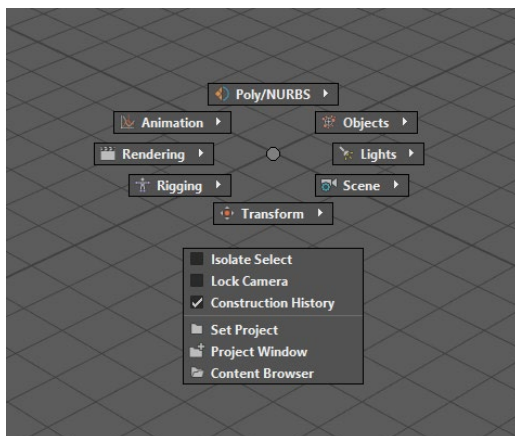 Poly/NURBS
Animation
Objects
Rendering
Lights
Rigging
Scene
Transform
Isolate Select
Lock Camera
Construction History
Set Project
Project Window
Content Browser